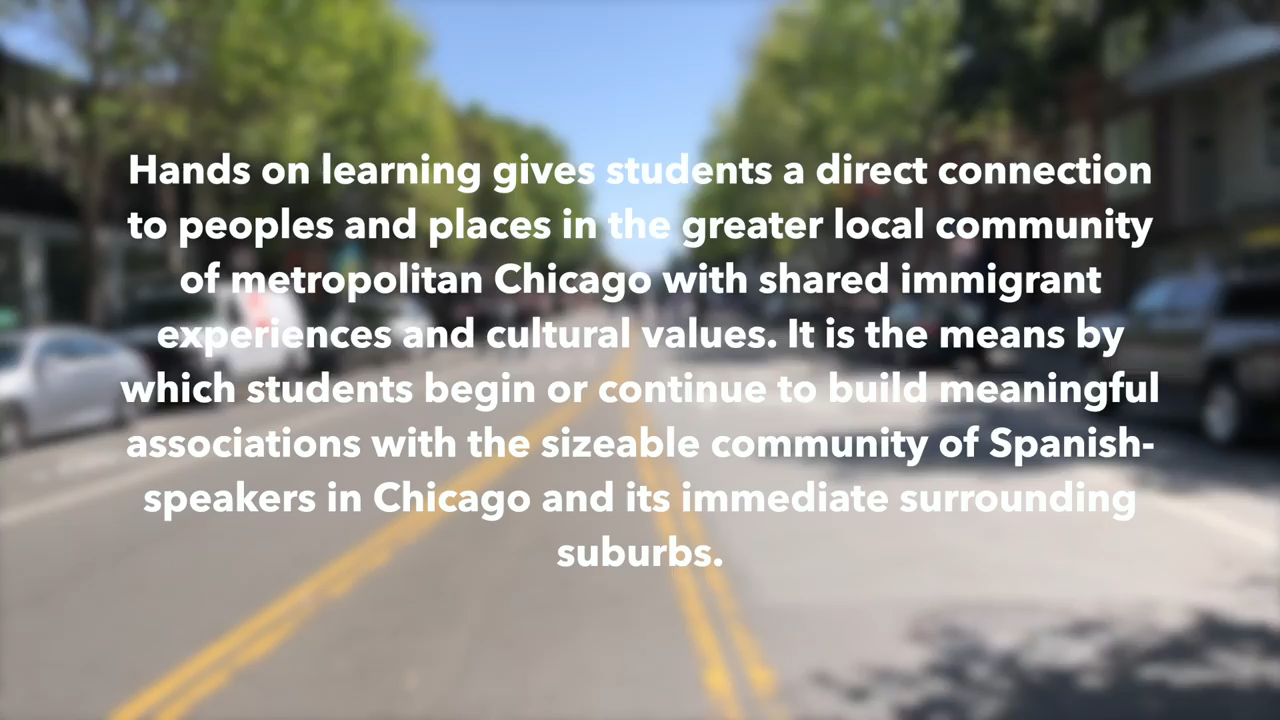 Hands on learning gives students a direct connection
to peoples and places in the greater local community
of metropolitan Chicago with shared immigrant
experiences and cultural values. It is the means by
which students begin or continue to build meaningful
associations with the sizeable community of Spanish-
speakers in Chicago and its immediate surrounding
suburbs.